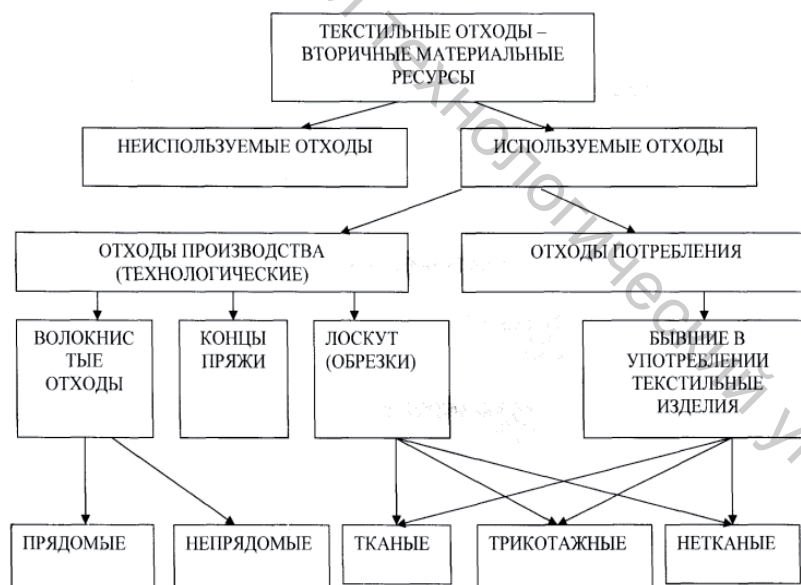 ТЕКСТИЛЬНЫЕ ОТХОДЫ –
ВТОРИЧНЫЕ МАТЕРИАЛЬНЫЕ
РЕСУРСЫ
НЕИСПОЛЬЗУЕМЫЕ ОТХОДЫ
ИСПОЛЬЗУЕМЫЕ ОТХОДЫ
ОТХОДЫ ПРОИЗВОДСТВА
(ТЕХНОЛОГИЧЕСКИЕ)
ОТХОДЫ ПОТРЕБЛЕНИЯ
ВОЛОКНИС
ТЫЕ
ОТХОДЫ
КОНЦЫ
ПРЯЖИ
ЛОСКУТ
(ОБРЕЗКИ)
БЫВШИЕ В
УПОТРЕБЛЕНИИ
ТЕКСТИЛЬНЫЕ
ИЗДЕЛИЯ
ПРЯДОМЫЕ
НЕПРЯДОМЫЕ
ТКАНЫЕ
ТРИКОТАЖНЫЕ
НЕТКАНЫЕ
технологический